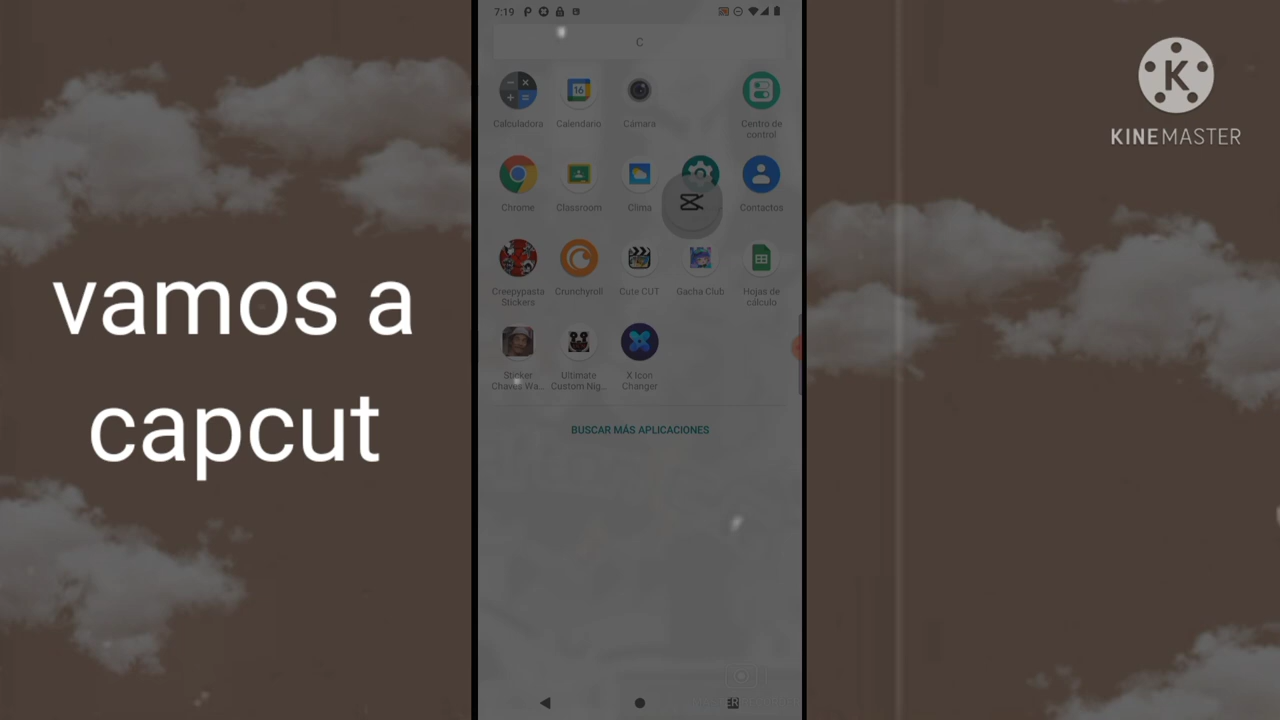 vamos a
capcut
7:19
C
Calculadora
Calendario
Cámara
Centro de
control
16
Chrome
Classroom
Clima
Contactos
Creepypasta
Stickers
Crunchyroll
Cute CUT
Gacha Club
Hojas de
cálculo
Sticker
Chaves Wa...
Ultimate
Custom Nig...
X Icon
Changer
BUSCAR MÁS APLICACIONES
K
KINEMASTER